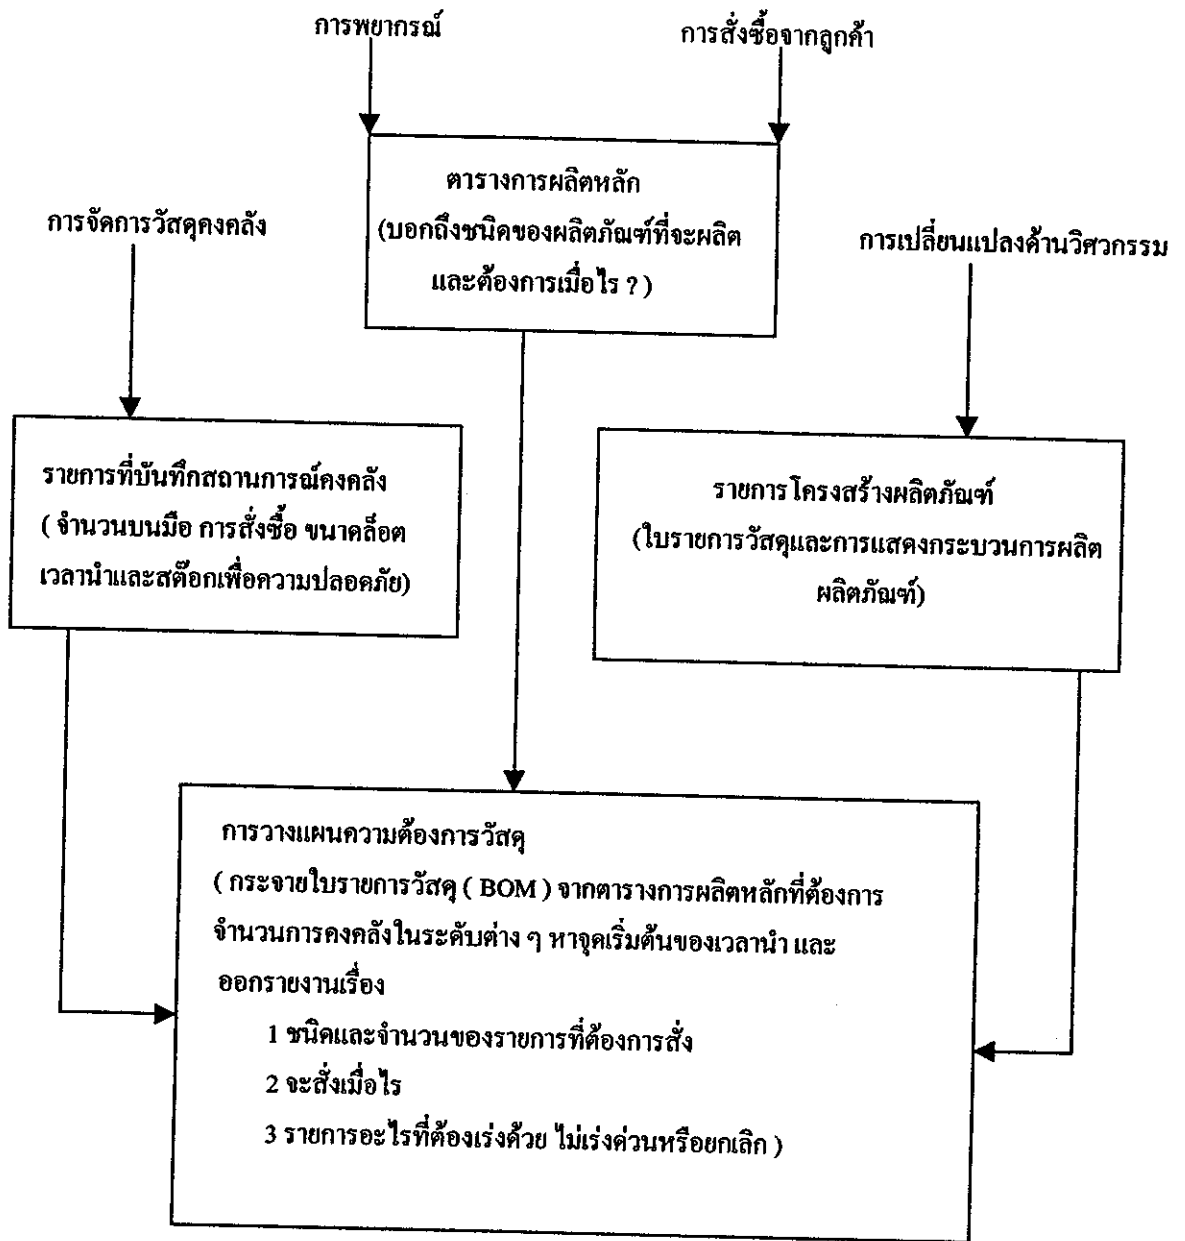 การพยากรณ์
การสั่งซื้อจากลูกค้า
ตารางการผลิตหลัก
(บอกถึงชนิดของผลิตภัณฑ์ที่จะผลิต
และต้องการเมื่อไร ? )
การจัดการวัสดุคงคลัง
การเปลี่ยนแปลงด้านวิศวกรรม
รายการที่บันทึกสถานการณ์คงคลัง
( จำนวนบนมือ การสั่งซื้อ ขนาดล็อต
เวลานำและสต๊อกเพื่อความปลอดภัย)
รายการโครงสร้างผลิตภัณฑ์
(ใบรายการวัสดุและการแสดงกระบวนการผลิต
ผลิตภัณฑ์)
การวางแผนความต้องการวัสดุ
( กระจายใบรายการวัสดุ ( BOM ) จากตารางการผลิตหลักที่ต้องการ
จำนวนการคงคลังในระดับต่าง ๆ หาจุดเริ่มต้นของเวลานำ และ
ออกรายงานเรื่อง
1 ชนิดและจำนวนของรายการที่ต้องการสั่ง
2 จะสั่งเมื่อไร
3 รายการอะไรที่ต้องเร่งด้วย ไม่เร่งด่วนหรือยกเลิก )